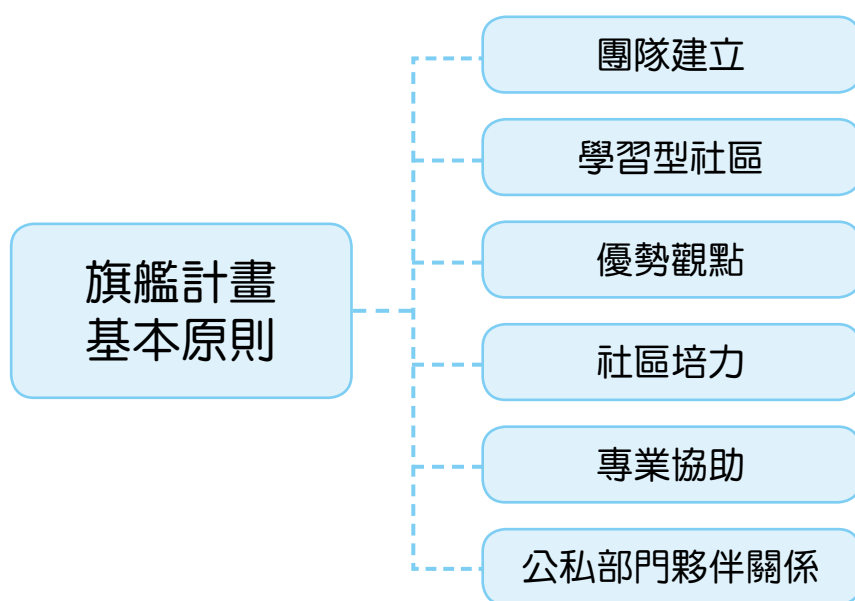 旗艦計畫
基本原則
團隊建立
學習型社區
優勢觀點
社區培力
專業協助
公私部門夥伴關係